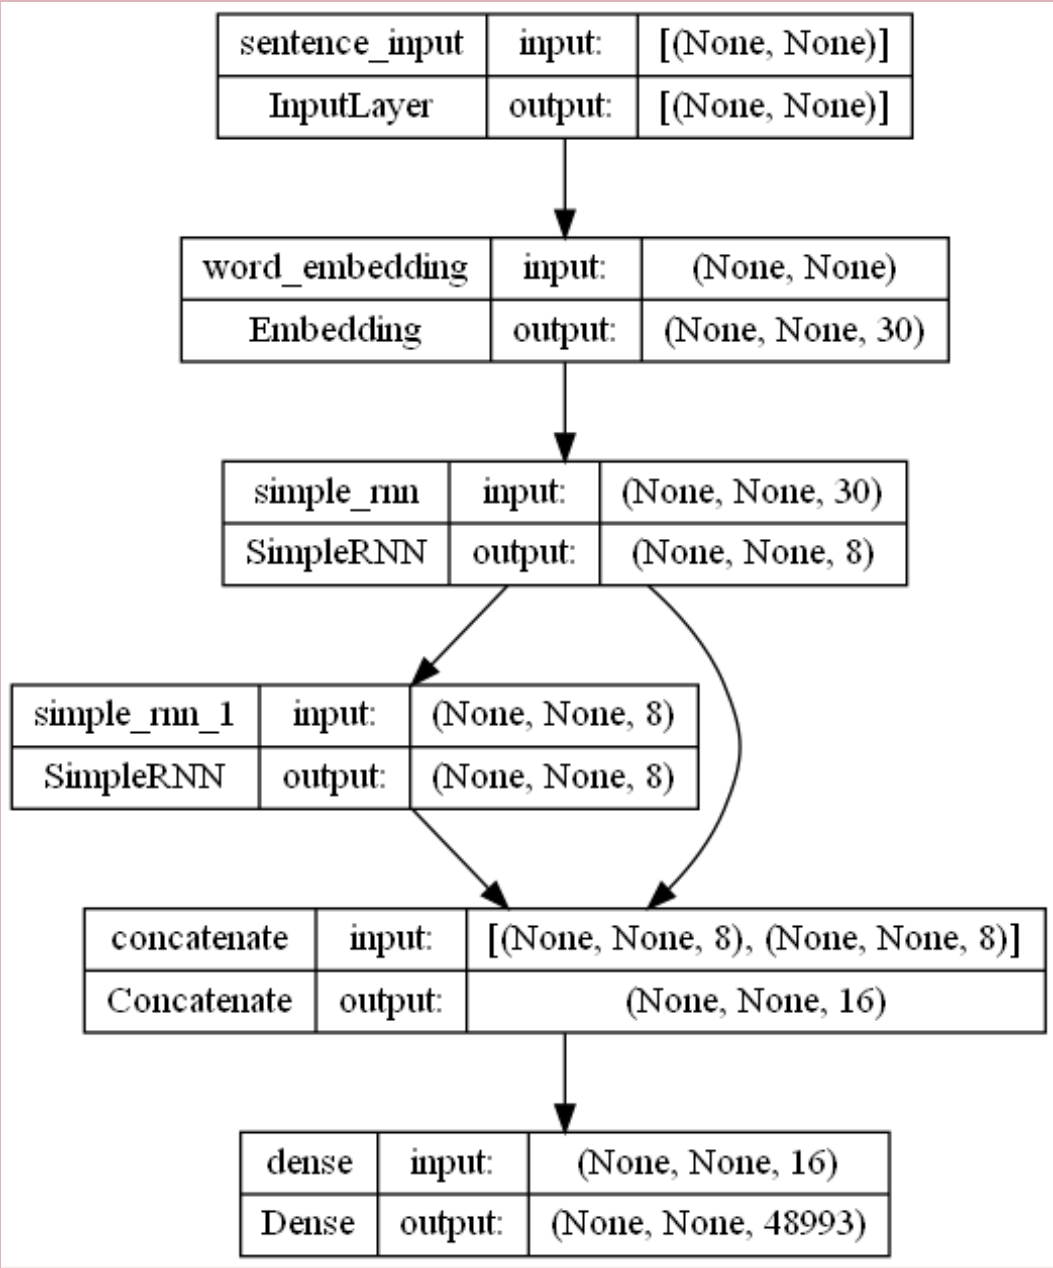 sentence_input input: [(None, None)]
InputLayer output: [(None, None)]
word_embedding input: (None, None)
Embedding output: (None, None, 30)
simple_rnn input: (None, None, 30)
SimpleRNN output: (None, None, 8)
simple_rnn_1 input: (None, None, 8)
SimpleRNN output: (None, None, 8)
concatenate input: [(None, None, 8), (None, None, 8)]
Concatenate output: (None, None, 16)
dense input: (None, None, 16)
Dense output: (None, None, 48993)